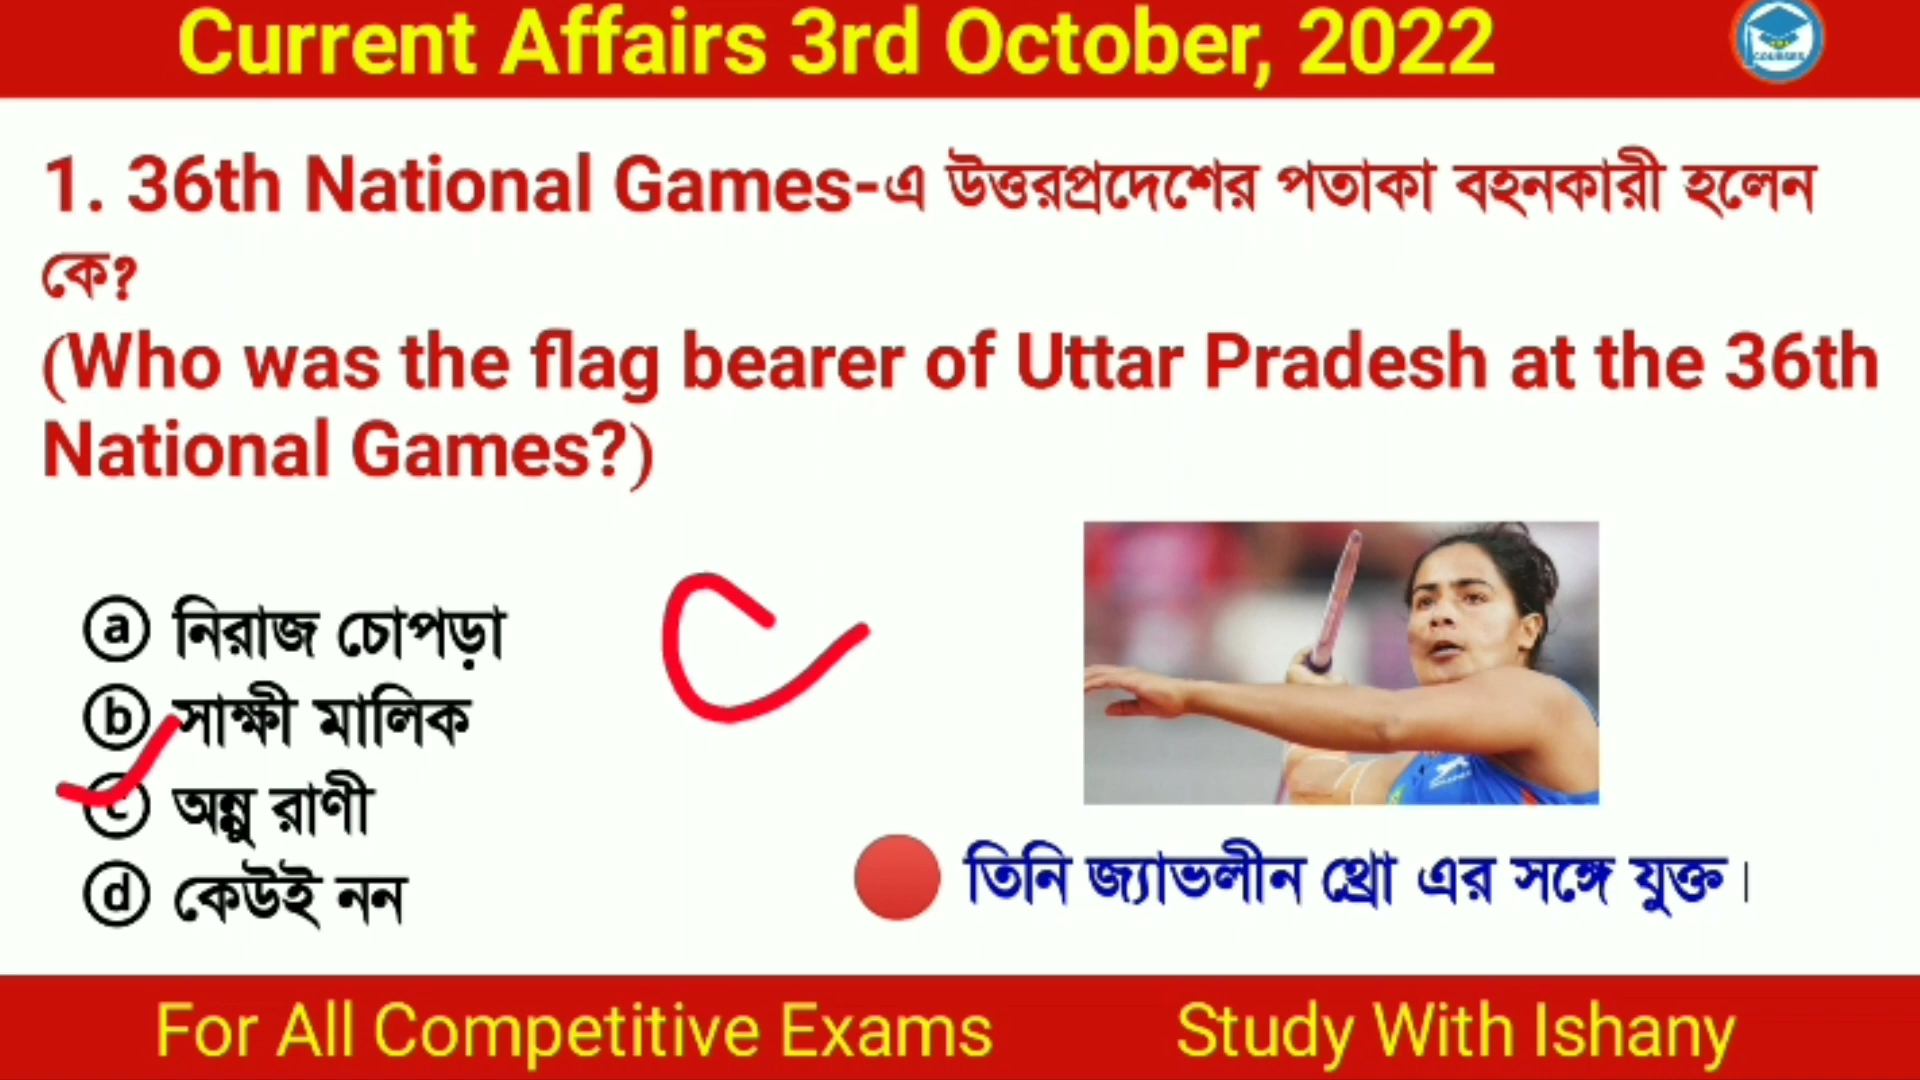 Current Affairs 3rd October, 2022
COURSES
1. 36th National Games-এ উত্তরপ্রদেশের পতাকা বহনকারী হলেন
কে?
(Who was the flag bearer of Uttar Pradesh at the 36th
National Games?)
ⓐ নিরাজ চোপড়া
ⓑ সাক্ষী মালিক
ⓒ অন্নু রাণী
ⓓ কেউই নন
তিনি জ্যাভলীন থ্রো এর সঙ্গে যুক্ত।
For All Competitive Exams Study With Ishany